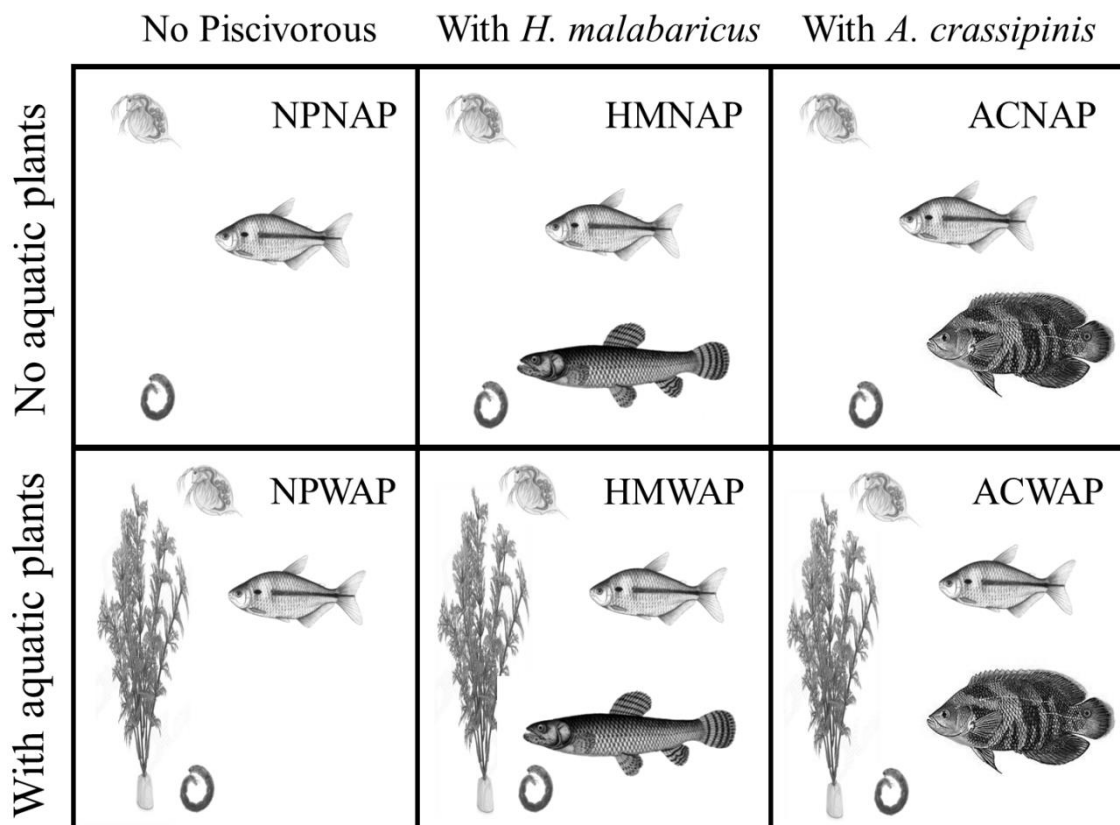 No Piscivorous With H. malabaricus With A. crassipinis
No aquatic plants
NPNAP HMNAP ACNAP
With aquatic plants
NPWAP HMWAP ACWAP